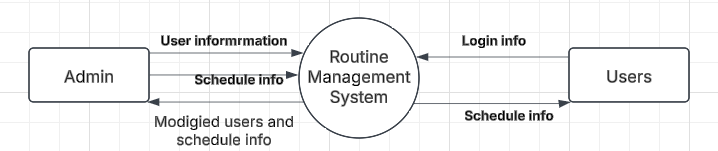 User informrmation
Login info
Admin
Schedule info
Routine
Management
System
Users
Schedule info
Modigied users and
schedule info